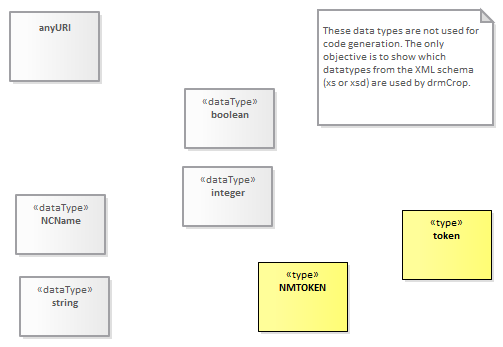 anyURI
These data types are not used for
code generation. The only
objective is to show which
datatypes from the XML schema
(xs or xsd) are used by drmCrop.
«dataType»
boolean
«dataType»
integer
«dataType»
NCName
«type»
token
«type»
NMTOKEN
«dataType»
string